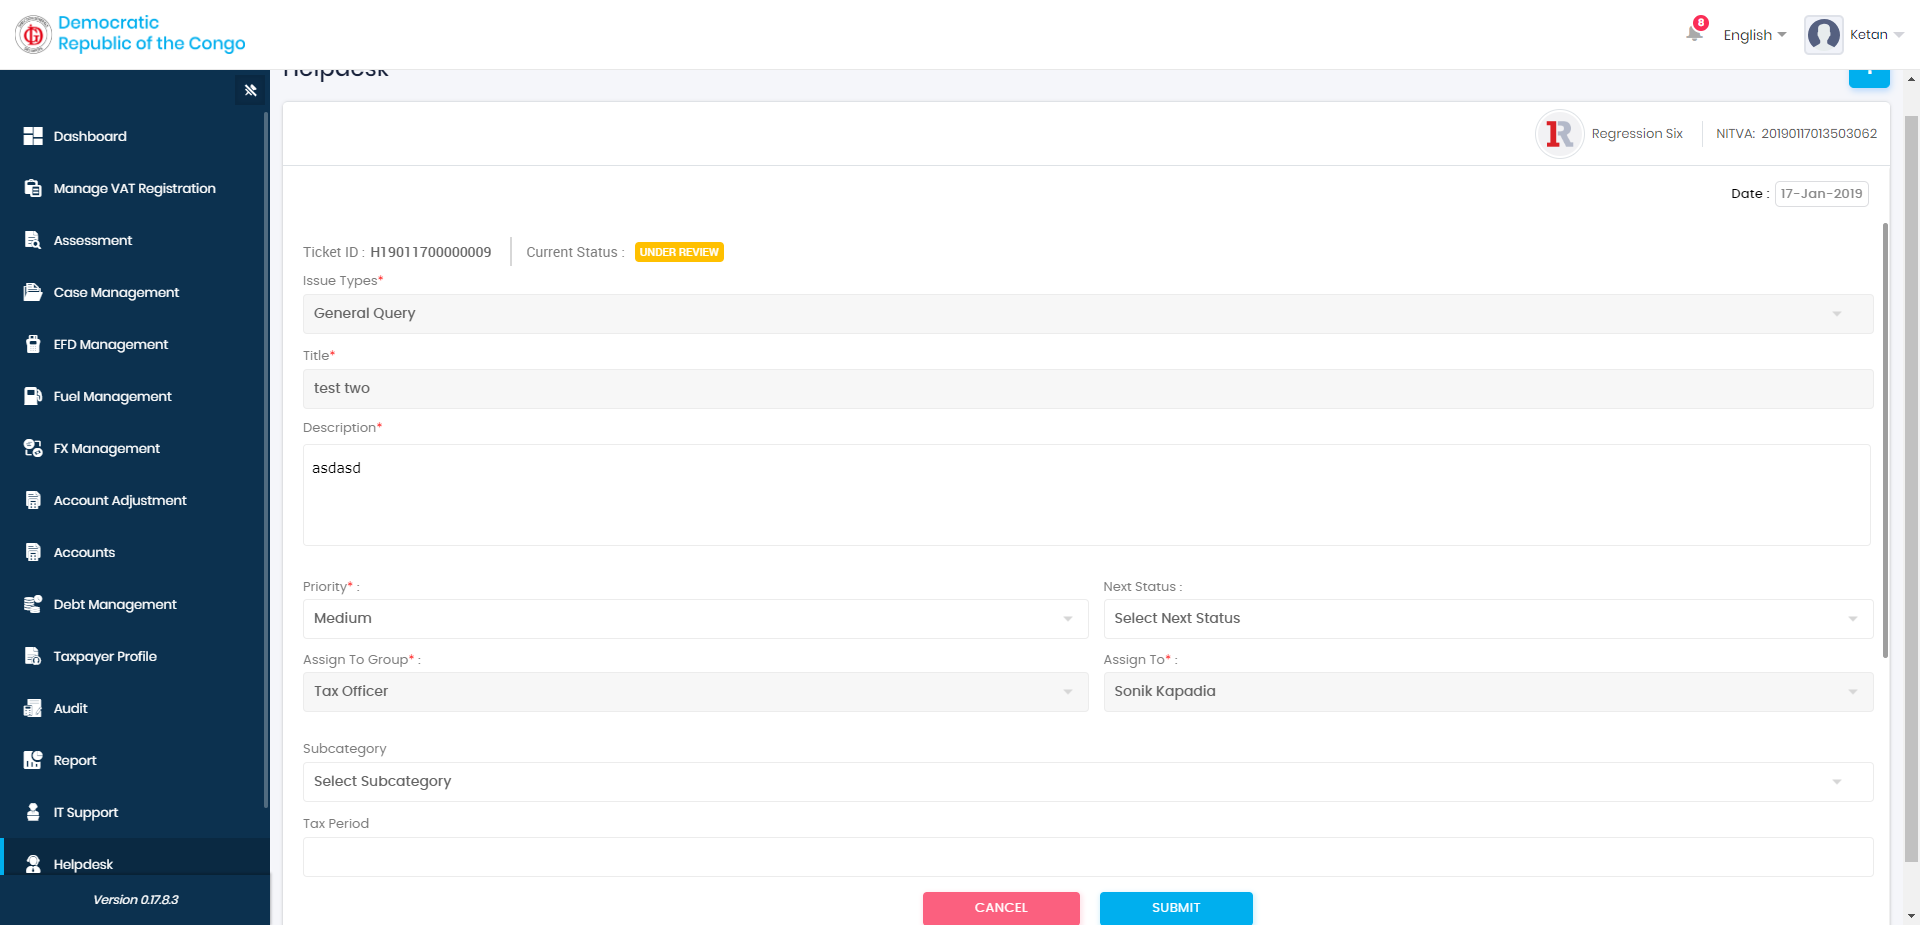 Democratic
Republic of the Congo
8
English
Ketan
Helpdesk
Dashboard
Manage VAT Registration
Assessment
Case Management
EFD Management
Fuel Management
FX Management
Account Adjustment
Accounts
Debt Management
Taxpayer Profile
Audit
Report
IT Support
Helpdesk
Version 0.17.8.3
1R Regression Six NITVA: 20190117013503062
Date : 17-Jan-2019
Ticket ID : H19011700000009 Current Status : UNDER REVIEW
Issue Types*
General Query
Title*
test two
Description*
asdasd
Priority* : Next Status :
Medium Select Next Status
Assign To Group* : Assign To* :
Tax Officer Sonik Kapadia
Subcategory
Select Subcategory
Tax Period
CANCEL SUBMIT